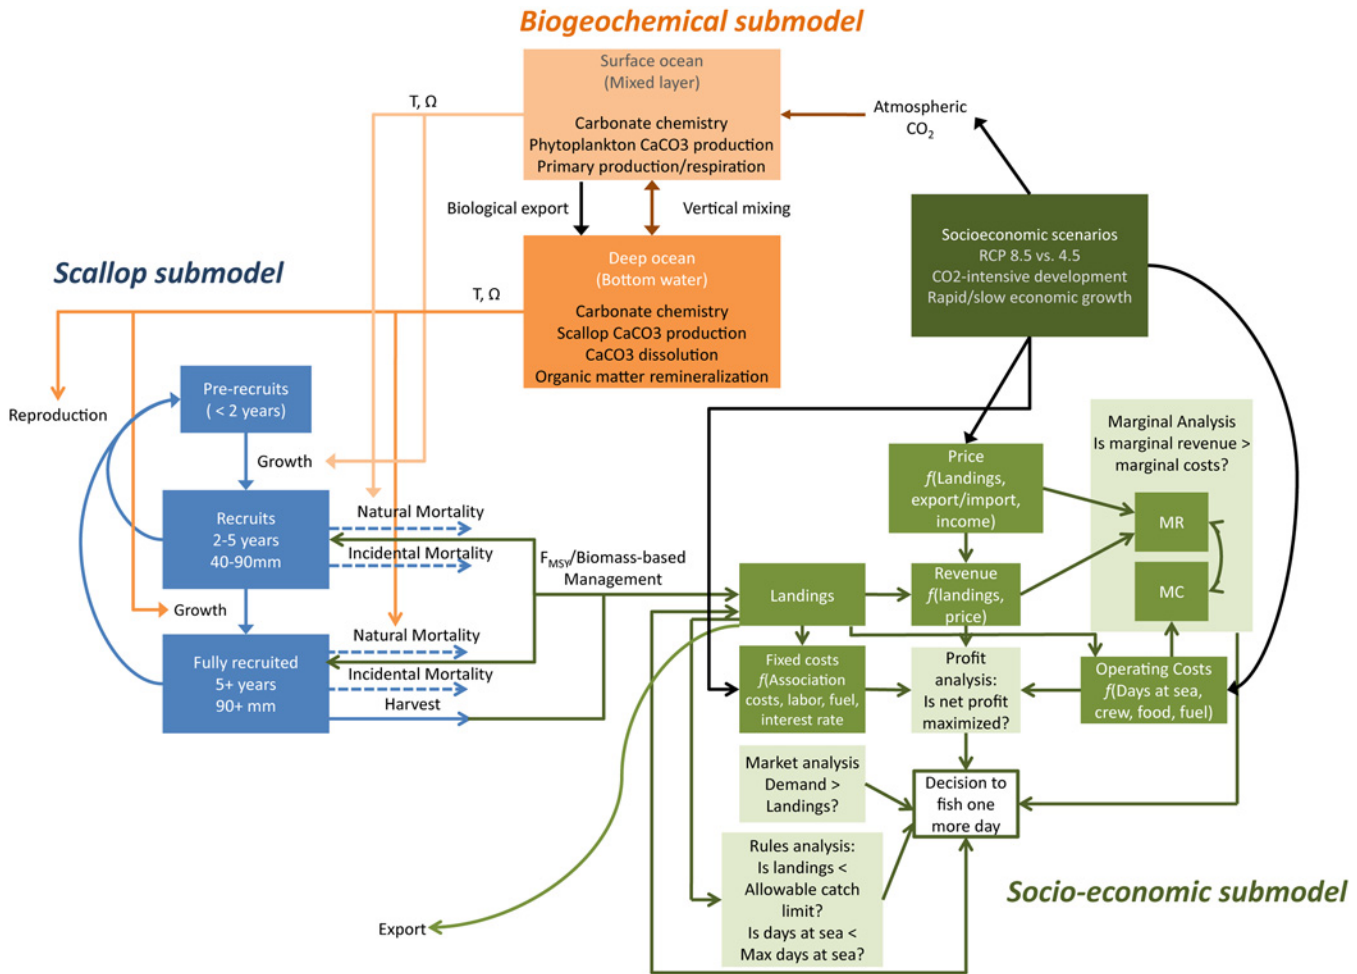 Biogeochemical submodel
Surface ocean
(Mixed layer)
Carbonate chemistry
Phytoplankton CaCO3 production
Primary production/respiration
T, Ω
Atmospheric
CO2
Biological export
Vertical mixing
Deep ocean
(Bottom water)
Carbonate chemistry
Scallop CaCO3 production
CaCO3 dissolution
Organic matter remineralization
T, Ω
Socioeconomic scenarios
RCP 8.5 vs. 4.5
CO2-intensive development
Rapid/slow economic growth
Scallop submodel
Pre-recruits
( < 2 years)
Reproduction
Growth
Recruits
2-5 years
40-90mm
Natural Mortality
Incidental Mortality
Growth
Fully recruited
5+ years
90+ mm
Natural Mortality
Incidental Mortality
Harvest
FMSY/Biomass-based
Management
Landings
Price
f(Landings,
export/import,
income)
Revenue
f(landings,
price)
Marginal Analysis
Is marginal revenue >
marginal costs?
MR
MC
Fixed costs
f(Association
costs, labor, fuel,
interest rate
Profit
analysis:
Is net profit
maximized?
Operating Costs
f(Days at sea,
crew, food, fuel)
Market analysis
Demand >
Landings?
Decision to
fish one
more day
Rules analysis:
Is landings <
Allowable catch
limit?
Is days at sea <
Max days at sea?
Export
Socio-economic submodel